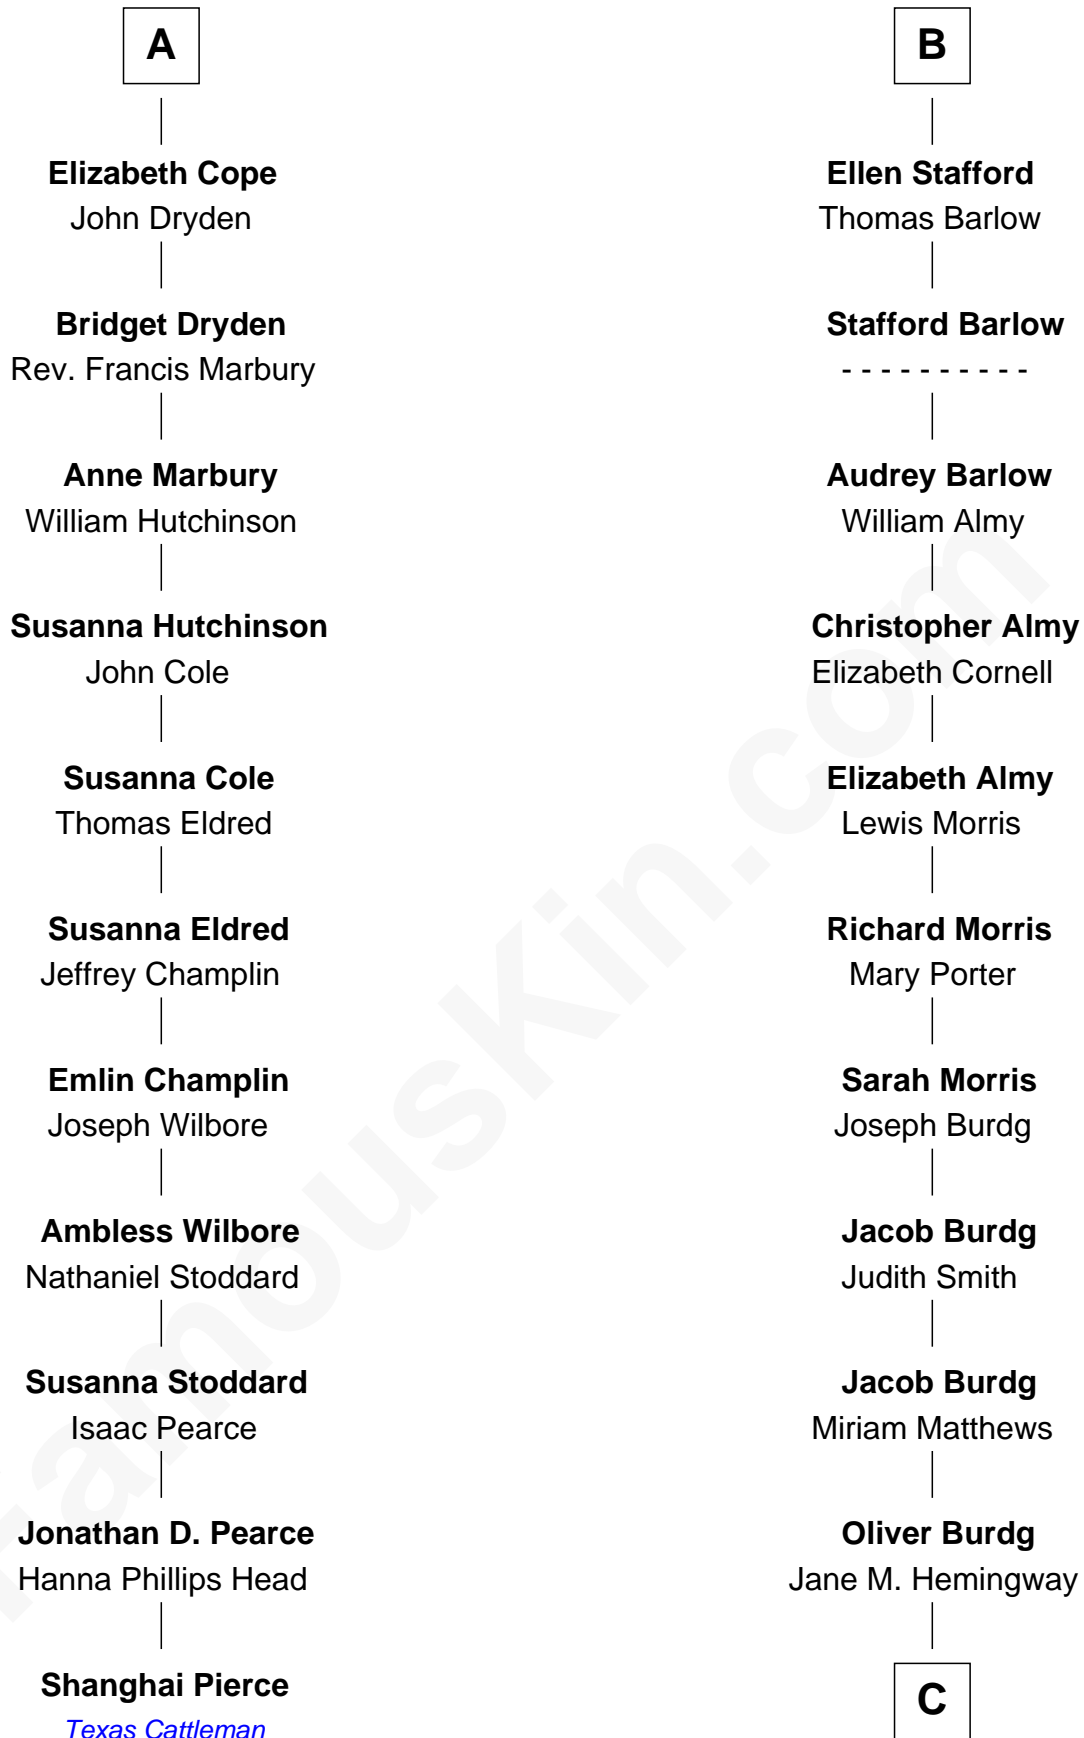 A
Elizabeth Cope
John Dryden
Bridget Dryden
Rev. Francis Marbury
Anne Marbury
William Hutchinson
Susanna Hutchinson
John Cole
Susanna Cole
Thomas Eldred
Susanna Eldred
Jeffrey Champlin
Emlin Champlin
Joseph Wilbore
Ambless Wilbore
Nathaniel Stoddard
Susanna Stoddard
Isaac Pearce
Jonathan D. Pearce
Hanna Phillips Head
Shanghai Pierce
Texas Cattleman
B
Ellen Stafford
Thomas Barlow
Stafford Barlow
- - - - - - - - - -
Audrey Barlow
William Almy
Christopher Almy
Elizabeth Cornell
Elizabeth Almy
Lewis Morris
Richard Morris
Mary Porter
Sarah Morris
Joseph Burdg
Jacob Burdg
Judith Smith
Jacob Burdg
Miriam Matthews
Oliver Burdg
Jane M. Hemingway
C
FamousKin.com